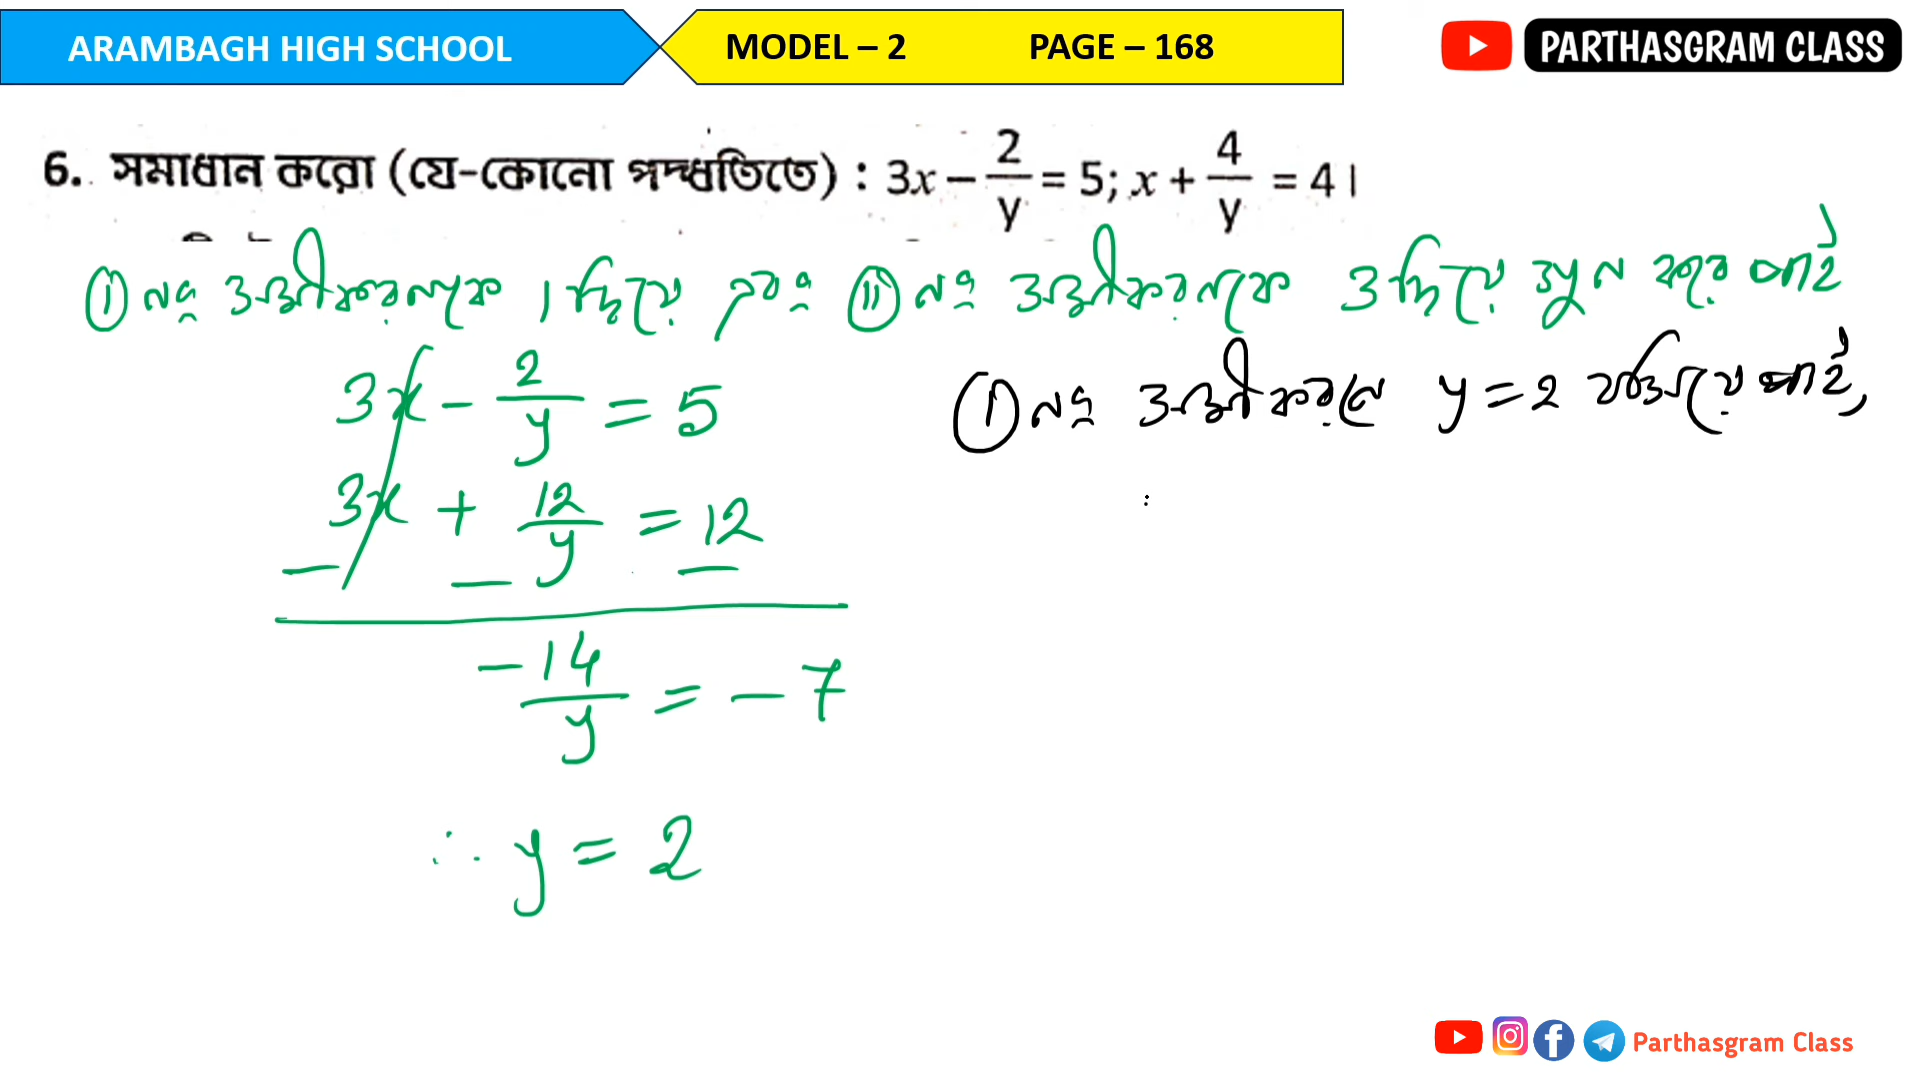 ARAMBAGH HIGH SCHOOL
MODEL – 2 PAGE – 168
PARTHASGRAM CLASS
6. সমাধান করো (যে-কোনো পদ্ধতিতে) : 3x – 2/y = 5; x + 4/y = 4।
(i) নং সমীকরণকে 1 দিয়ে এবং (ii) নং সমীকরণকে 3 দিয়ে গুন করে পাই
3x – 2/y = 5
3x + 12/y = 12
– – –
–14/y = – 7
∴ y = 2
(i) নং সমীকরনে y = 2 বসিয়ে পাই,
Parthasgram Class